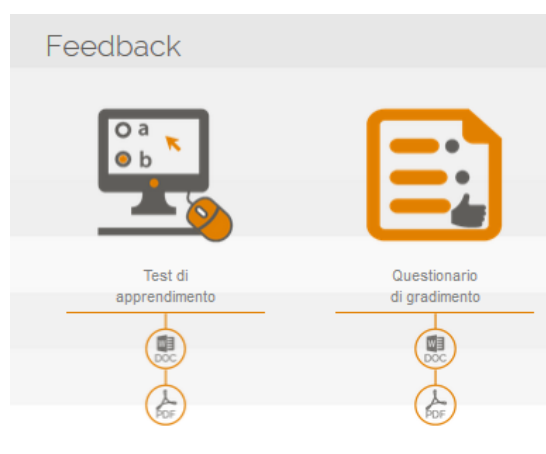 Feedback
a
b
Test di
apprendimento
Questionario
di gradimento
W
DOC
W
DOC
PDF
PDF